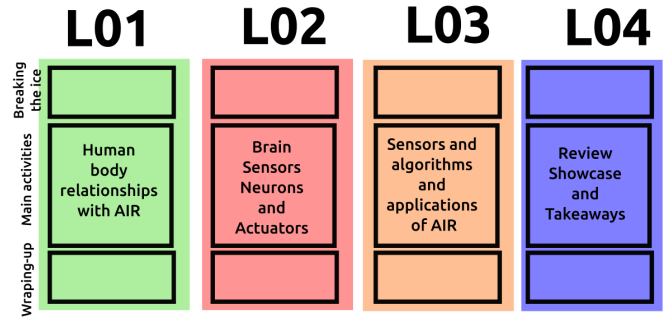 L01
L02
L03
L04
Breaking
the ice
Main activities
Wraping-up
Human
body
relationships
with AIR
Brain
Sensors
Neurons
and
Actuators
Sensors and
algorithms
and
applications
of AIR
Review
Showcase
and
Takeaways